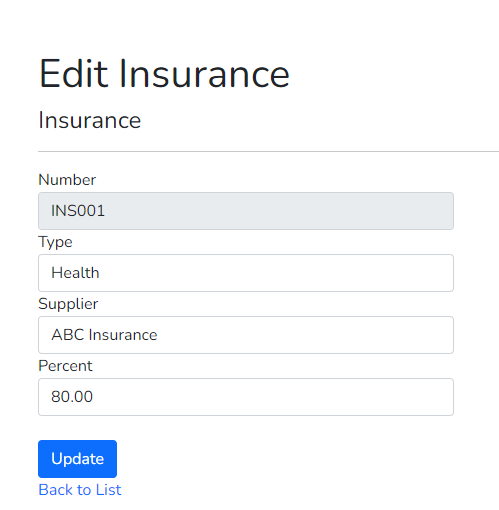 Edit Insurance
Insurance
Number
INS001
Type
Health
Supplier
ABC Insurance
Percent
80.00
Update
Back to List